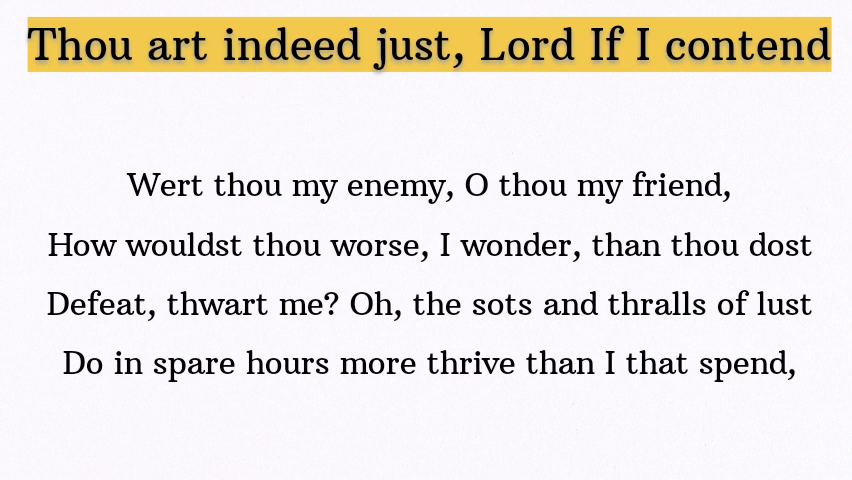 Thou art indeed just, Lord If I contend
Wert thou my enemy, O thou my friend,
How wouldst thou worse, I wonder, than thou dost
Defeat, thwart me? Oh, the sots and thralls of lust
Do in spare hours more thrive than I that spend,